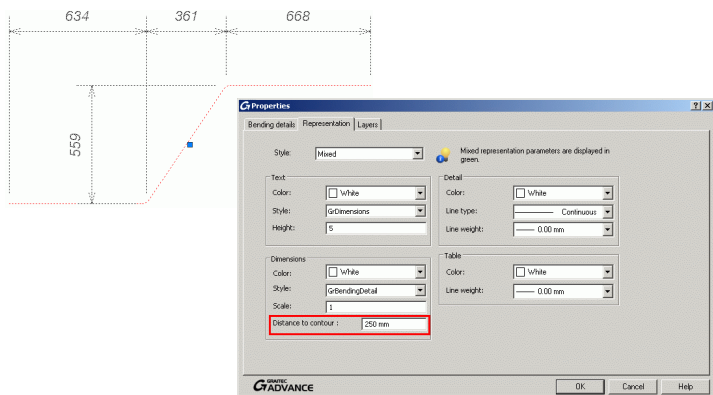 634 361 668
559
Properties
Bending details Representation Layers
Style: Mixed
Mixed representation parameters are displayed in
green.
Text
Color: White
Style: GrDimensions
Height: 5
Detail
Color: White
Line type: Continuous
Line weight: 0.00 mm
Dimensions
Color: White
Style: GrBendingDetail
Scale: 1
Distance to contour : 250 mm
Table
Color: White
Line weight: 0.00 mm
GRAITEC
ADVANCE
OK Cancel Help